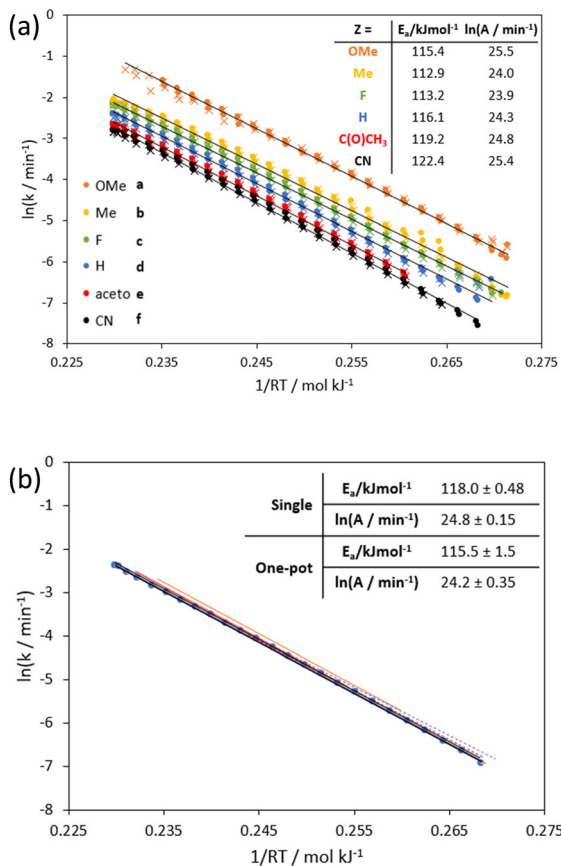 (a)
Z = Eₐ/kJmol⁻¹ ln(A / min⁻¹)
OMe 115.4 25.5
Me 112.9 24.0
F 113.2 23.9
H 116.1 24.3
C(O)CH₃ 119.2 24.8
CN 122.4 25.4
0
-1
-2
-3
-4
-5
-6
-7
-8
ln(k / min⁻¹)
OMe a
Me b
F c
H d
aceto e
CN f
0.225 0.235 0.245 0.255 0.265 0.275
1/RT / mol kJ⁻¹
(b)
Single Eₐ/kJmol⁻¹ 118.0 ± 0.48
ln(A / min⁻¹) 24.8 ± 0.15
One-pot Eₐ/kJmol⁻¹ 115.5 ± 1.5
ln(A / min⁻¹) 24.2 ± 0.35
0
-1
-2
-3
-4
-5
-6
-7
-8
ln(k / min⁻¹)
0.225 0.235 0.245 0.255 0.265 0.275
1/RT / mol kJ⁻¹